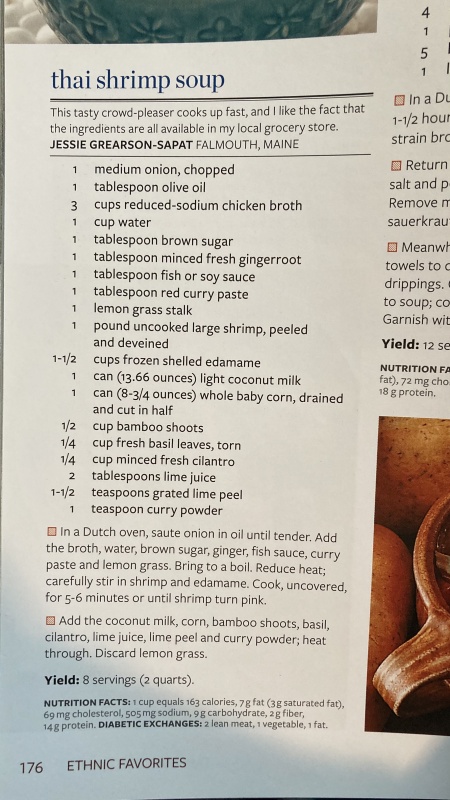 thai shrimp soup
This tasty crowd-pleaser cooks up fast, and I like the fact that
the ingredients are all available in my local grocery store.
JESSIE GREARSON-SAPAT FALMOUTH, MAINE
1 medium onion, chopped
1 tablespoon olive oil
3 cups reduced-sodium chicken broth
1 cup water
1 tablespoon brown sugar
1 tablespoon minced fresh gingerroot
1 tablespoon fish or soy sauce
1 tablespoon red curry paste
1 lemon grass stalk
1 pound uncooked large shrimp, peeled
and deveined
1-1/2 cups frozen shelled edamame
1 can (13.66 ounces) light coconut milk
1 can (8-3/4 ounces) whole baby corn, drained
and cut in half
1/2 cup bamboo shoots
1/4 cup fresh basil leaves, torn
1/4 cup minced fresh cilantro
2 tablespoons lime juice
1-1/2 teaspoons grated lime peel
1 teaspoon curry powder
In a Dutch oven, saute onion in oil until tender. Add
the broth, water, brown sugar, ginger, fish sauce, curry
paste and lemon grass. Bring to a boil. Reduce heat;
carefully stir in shrimp and edamame. Cook, uncovered,
for 5-6 minutes or until shrimp turn pink.
Add the coconut milk, corn, bamboo shoots, basil,
cilantro, lime juice, lime peel and curry powder; heat
through. Discard lemon grass.
Yield: 8 servings (2 quarts).
NUTRITION FACTS: 1 cup equals 163 calories, 7 g fat (3 g saturated fat),
69 mg cholesterol, 505 mg sodium, 9 g carbohydrate, 2 g fiber,
14 g protein. DIABETIC EXCHANGES: 2 lean meat, 1 vegetable, 1 fat.
176 ETHNIC FAVORITES
4
1
5
1
In a Du
1-1/2 hour
strain bro
Return
salt and p
Remove m
sauerkrau
Meanwh
towels to c
drippings.
to soup; co
Garnish wit
Yield: 12 se
NUTRITION FA
fat), 72 mg cho
18 g protein.